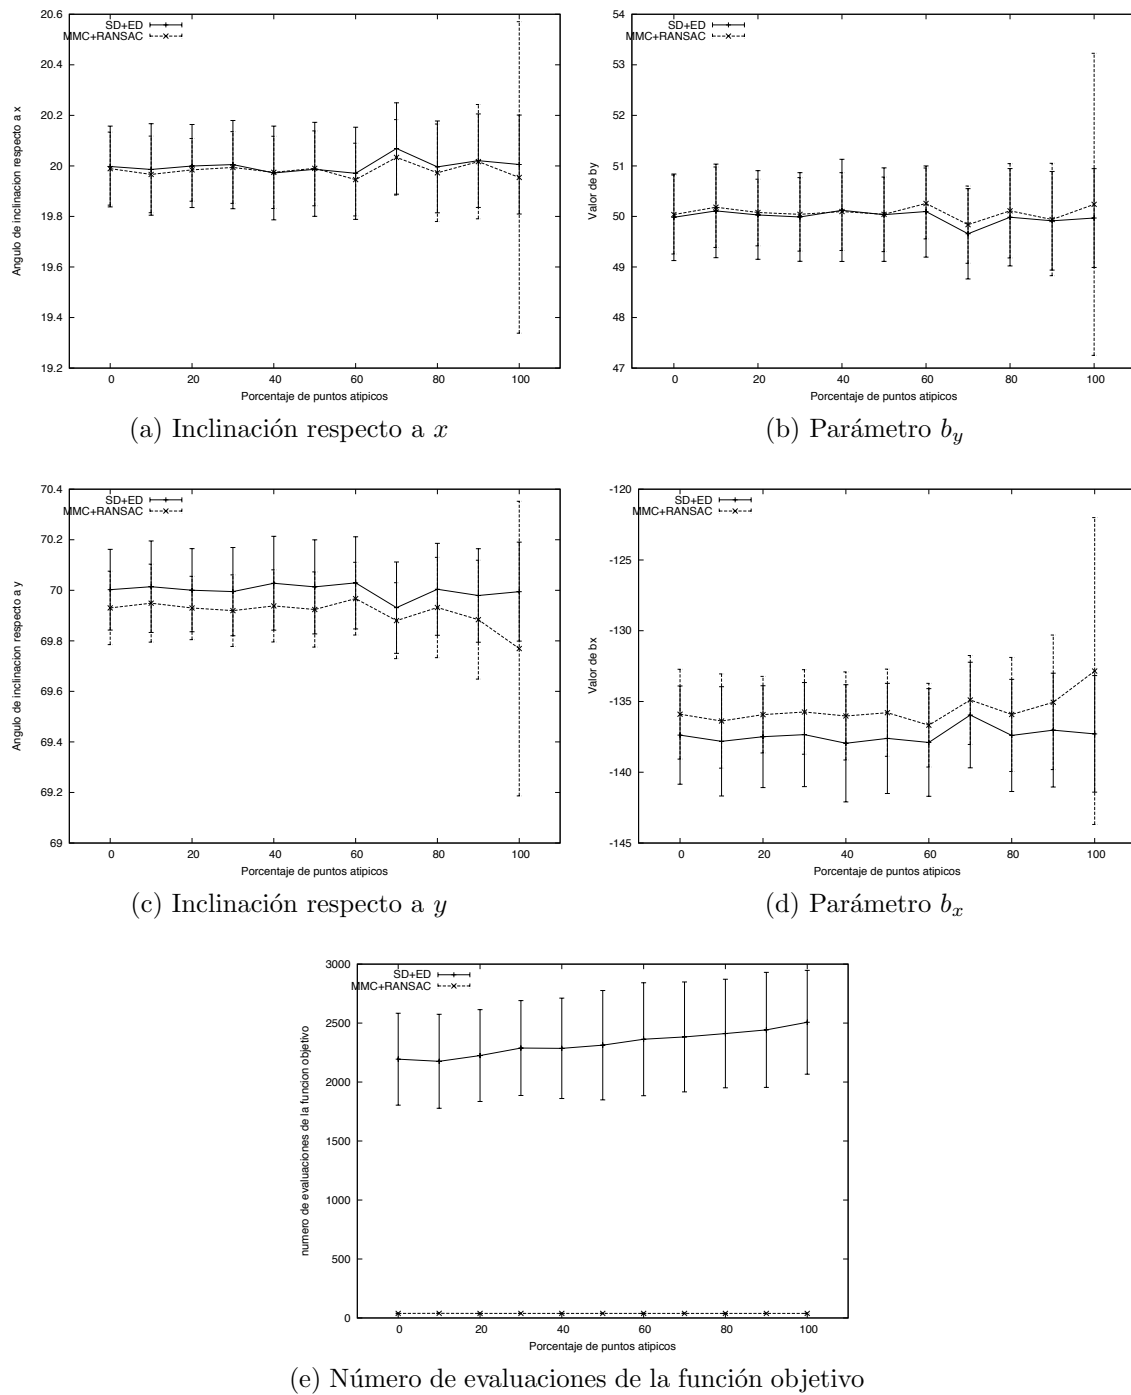 20.6
20.4
20.2
20
19.8
19.6
19.4
19.2
Angulo de inclinacion respecto a x
SD+ED
MMC+RANSAC
0 20 40 60 80 100
Porcentaje de puntos atipicos
(a) Inclinación respecto a x
54
53
52
51
50
49
48
47
Valor de by
SD+ED
MMC+RANSAC
0 20 40 60 80 100
Porcentaje de puntos atipicos
(b) Parámetro b_y
70.4
70.2
70
69.8
69.6
69.4
69.2
69
Angulo de inclinacion respecto a y
SD+ED
MMC+RANSAC
0 20 40 60 80 100
Porcentaje de puntos atipicos
(c) Inclinación respecto a y
-120
-125
-130
-135
-140
-145
Valor de bx
SD+ED
MMC+RANSAC
0 20 40 60 80 100
Porcentaje de puntos atipicos
(d) Parámetro b_x
3000
2500
2000
1500
1000
500
0
numero de evaluaciones de la funcion objetivo
SD+ED
MMC+RANSAC
0 20 40 60 80 100
Porcentaje de puntos atipicos
(e) Número de evaluaciones de la función objetivo